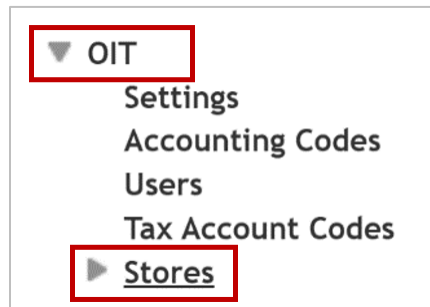 OIT
Settings
Accounting Codes
Users
Tax Account Codes
Stores